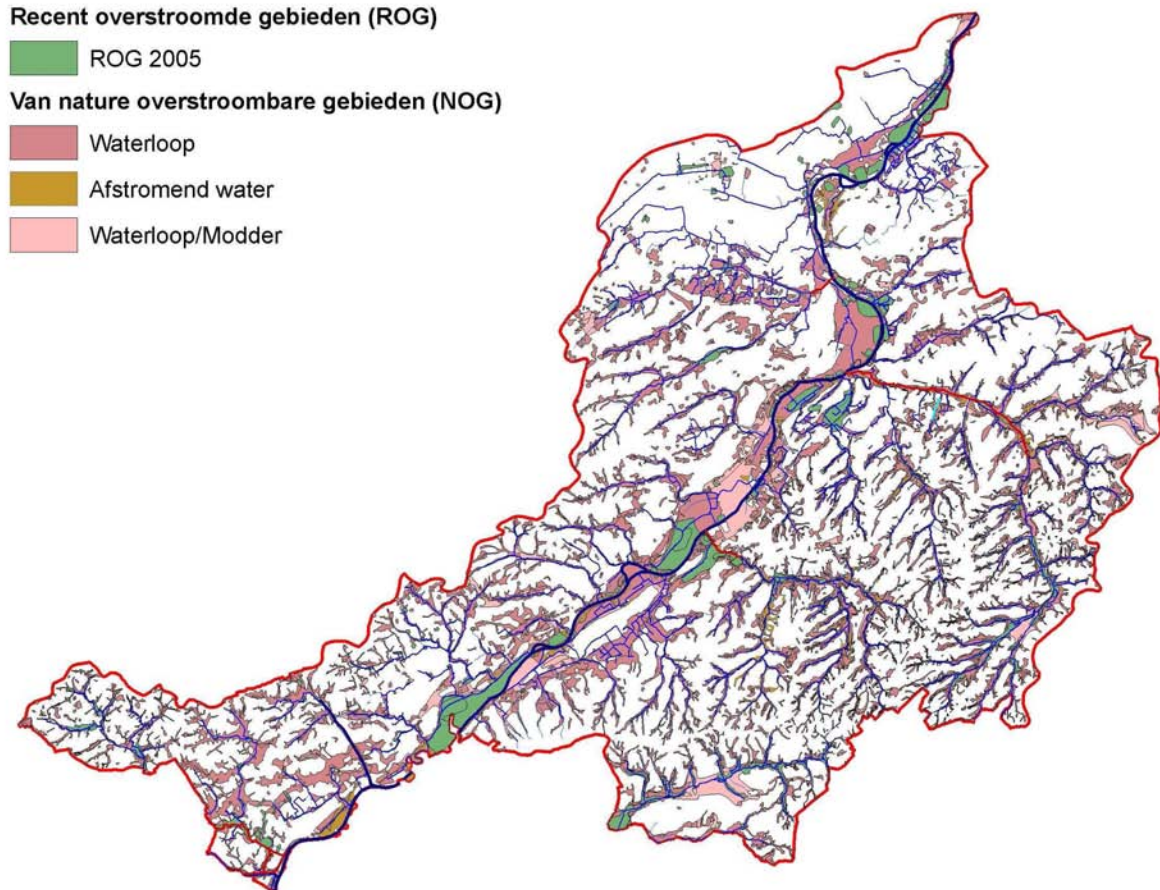 Recent overstroomde gebieden (ROG)
ROG 2005
Van nature overstroombare gebieden (NOG)
Waterloop
Afstromend water
Waterloop/Modder